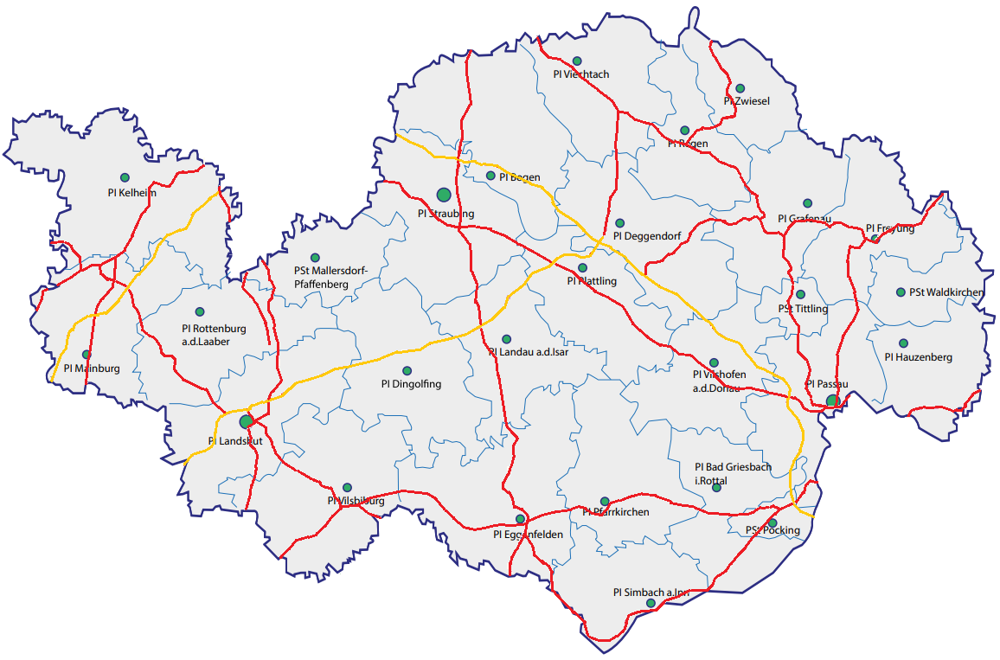 PI Viechtach
PI Zwiesel
PI Regen
PI Kelheim
PI Bogen
PI Straubing
PI Grafenau
PI Freyung
PI Deggendorf
PSt Mallersdorf-
Pfaffenberg
PI Plattling
PSt Waldkirchen
PSt Tittling
PI Rottenburg
a.d.Laaber
PI Landau a.d.Isar
PI Hauzenberg
PI Mainburg
PI Vilshofen
a.d.Donau
PI Dingolfing
PI Passau
PI Landshut
PI Bad Griesbach
i.Rottal
PI Vilsbiburg
PI Pfarrkirchen
PI Eggenfelden
PSt Pocking
PI Simbach a.Inn